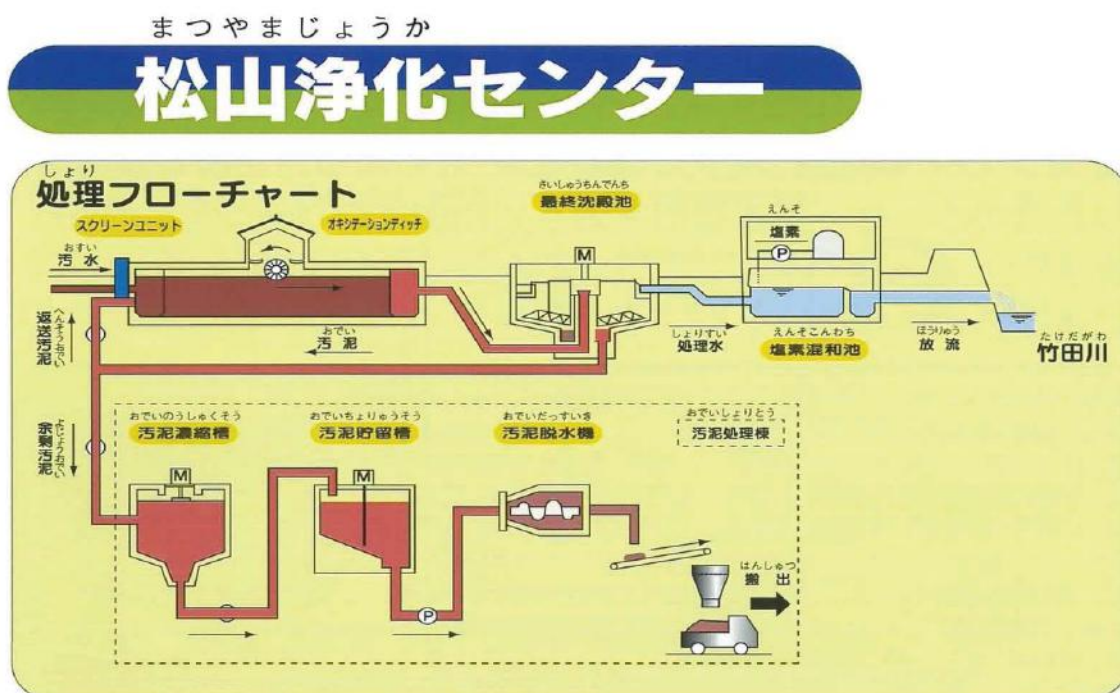 まつやまじょうか
松山浄化センター
しょり
処理フローチャート
スクリーンユニット
オキシデーションディッチ
さいしゅうちんでんち
最終沈殿池
えんそ
塩素
P
おすい
汚水
M
へんそうおでい
返送汚泥
おでい
汚泥
しょりすい
処理水
えんそこんわち
塩素混和池
ほうりゅう
放流
たけだがわ
竹田川
よじょうおでい
余剰汚泥
おでいのうしゅくそう
汚泥濃縮槽
おでいちょりゅうそう
汚泥貯留槽
おでいだっすいき
汚泥脱水機
おでいしょりとう
汚泥処理棟
M
M
P
はんしゅつ
搬出